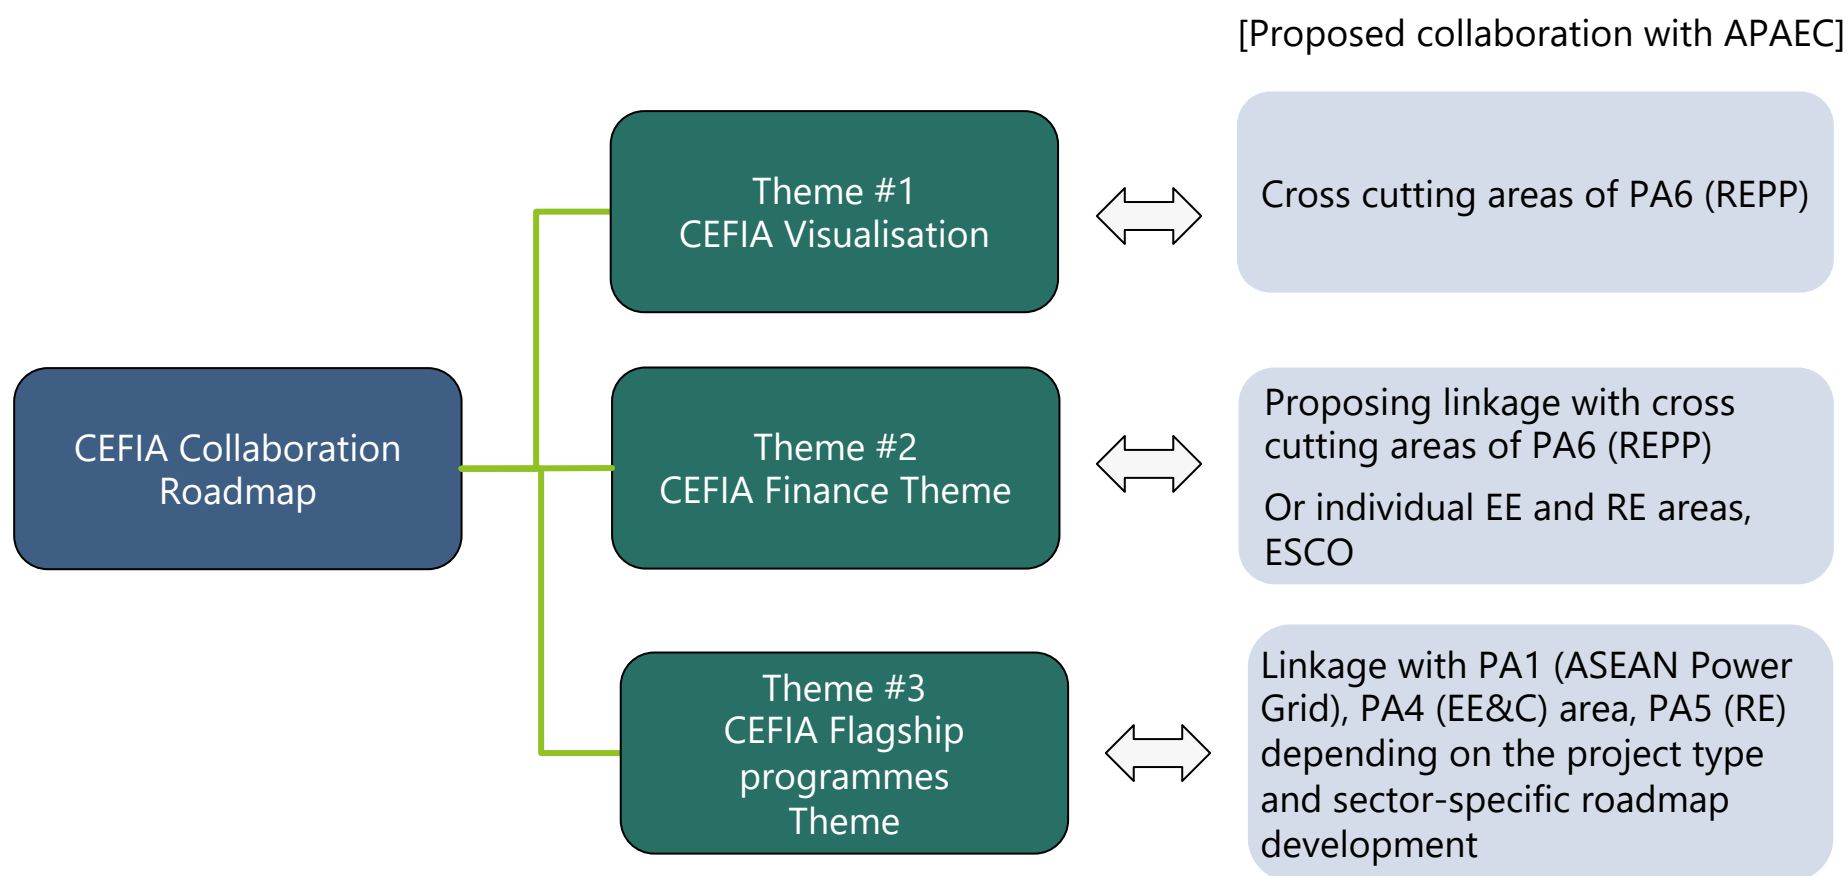 [Proposed collaboration with APAEC]
Theme #1
CEFIA Visualisation
Cross cutting areas of PA6 (REPP)
CEFIA Collaboration
Roadmap
Theme #2
CEFIA Finance Theme
Proposing linkage with cross
cutting areas of PA6 (REPP)
Or individual EE and RE areas,
ESCO
Theme #3
CEFIA Flagship
programmes
Theme
Linkage with PA1 (ASEAN Power
Grid), PA4 (EE&C) area, PA5 (RE)
depending on the project type
and sector-specific roadmap
development